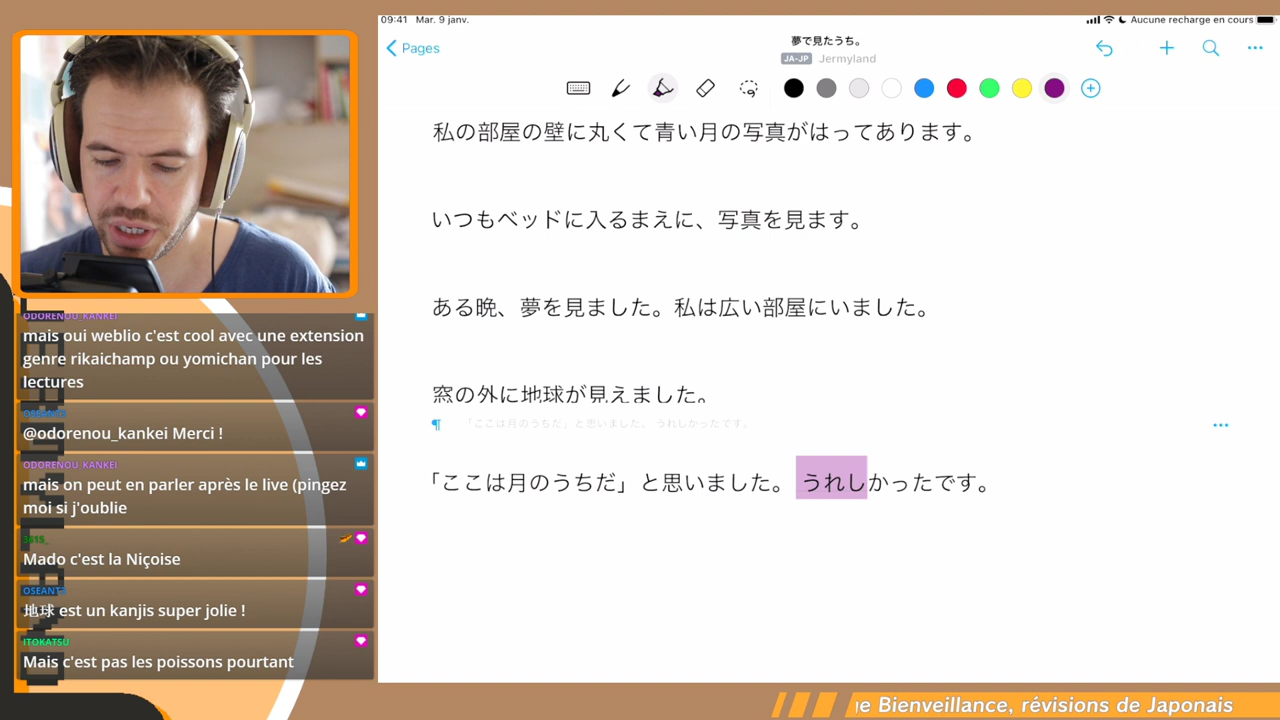 09:41 Mar. 9 janv.
Aucune recharge en cours
Pages
夢で見たうち。
JA-JP Jermyland
私の部屋の壁に丸くて青い月の写真がはってあります。
いつもベッドに入るまえに、写真を見ます。
ある晩、夢を見ました。私は広い部屋にいました。
窓の外に地球が見えました。
「ここは月のうちだ」と思いました。 うれしかったです。
「ここは月のうちだ」と思いました。 うれしかったです。
ODORENOU_KANKEI
mais oui weblio c'est cool avec une extension
genre rikaichamp ou yomichan pour les
lectures
@odorenou_kankei Merci !
ODORENOU_KANKEI
mais on peut en parler après le live (pingez
moi si j'oublie
Mado c'est la Niçoise
地球 est un kanjis super jolie !
ITOKATSU
Mais c'est pas les poissons pourtant
e Bienveillance, révisions de Japonais